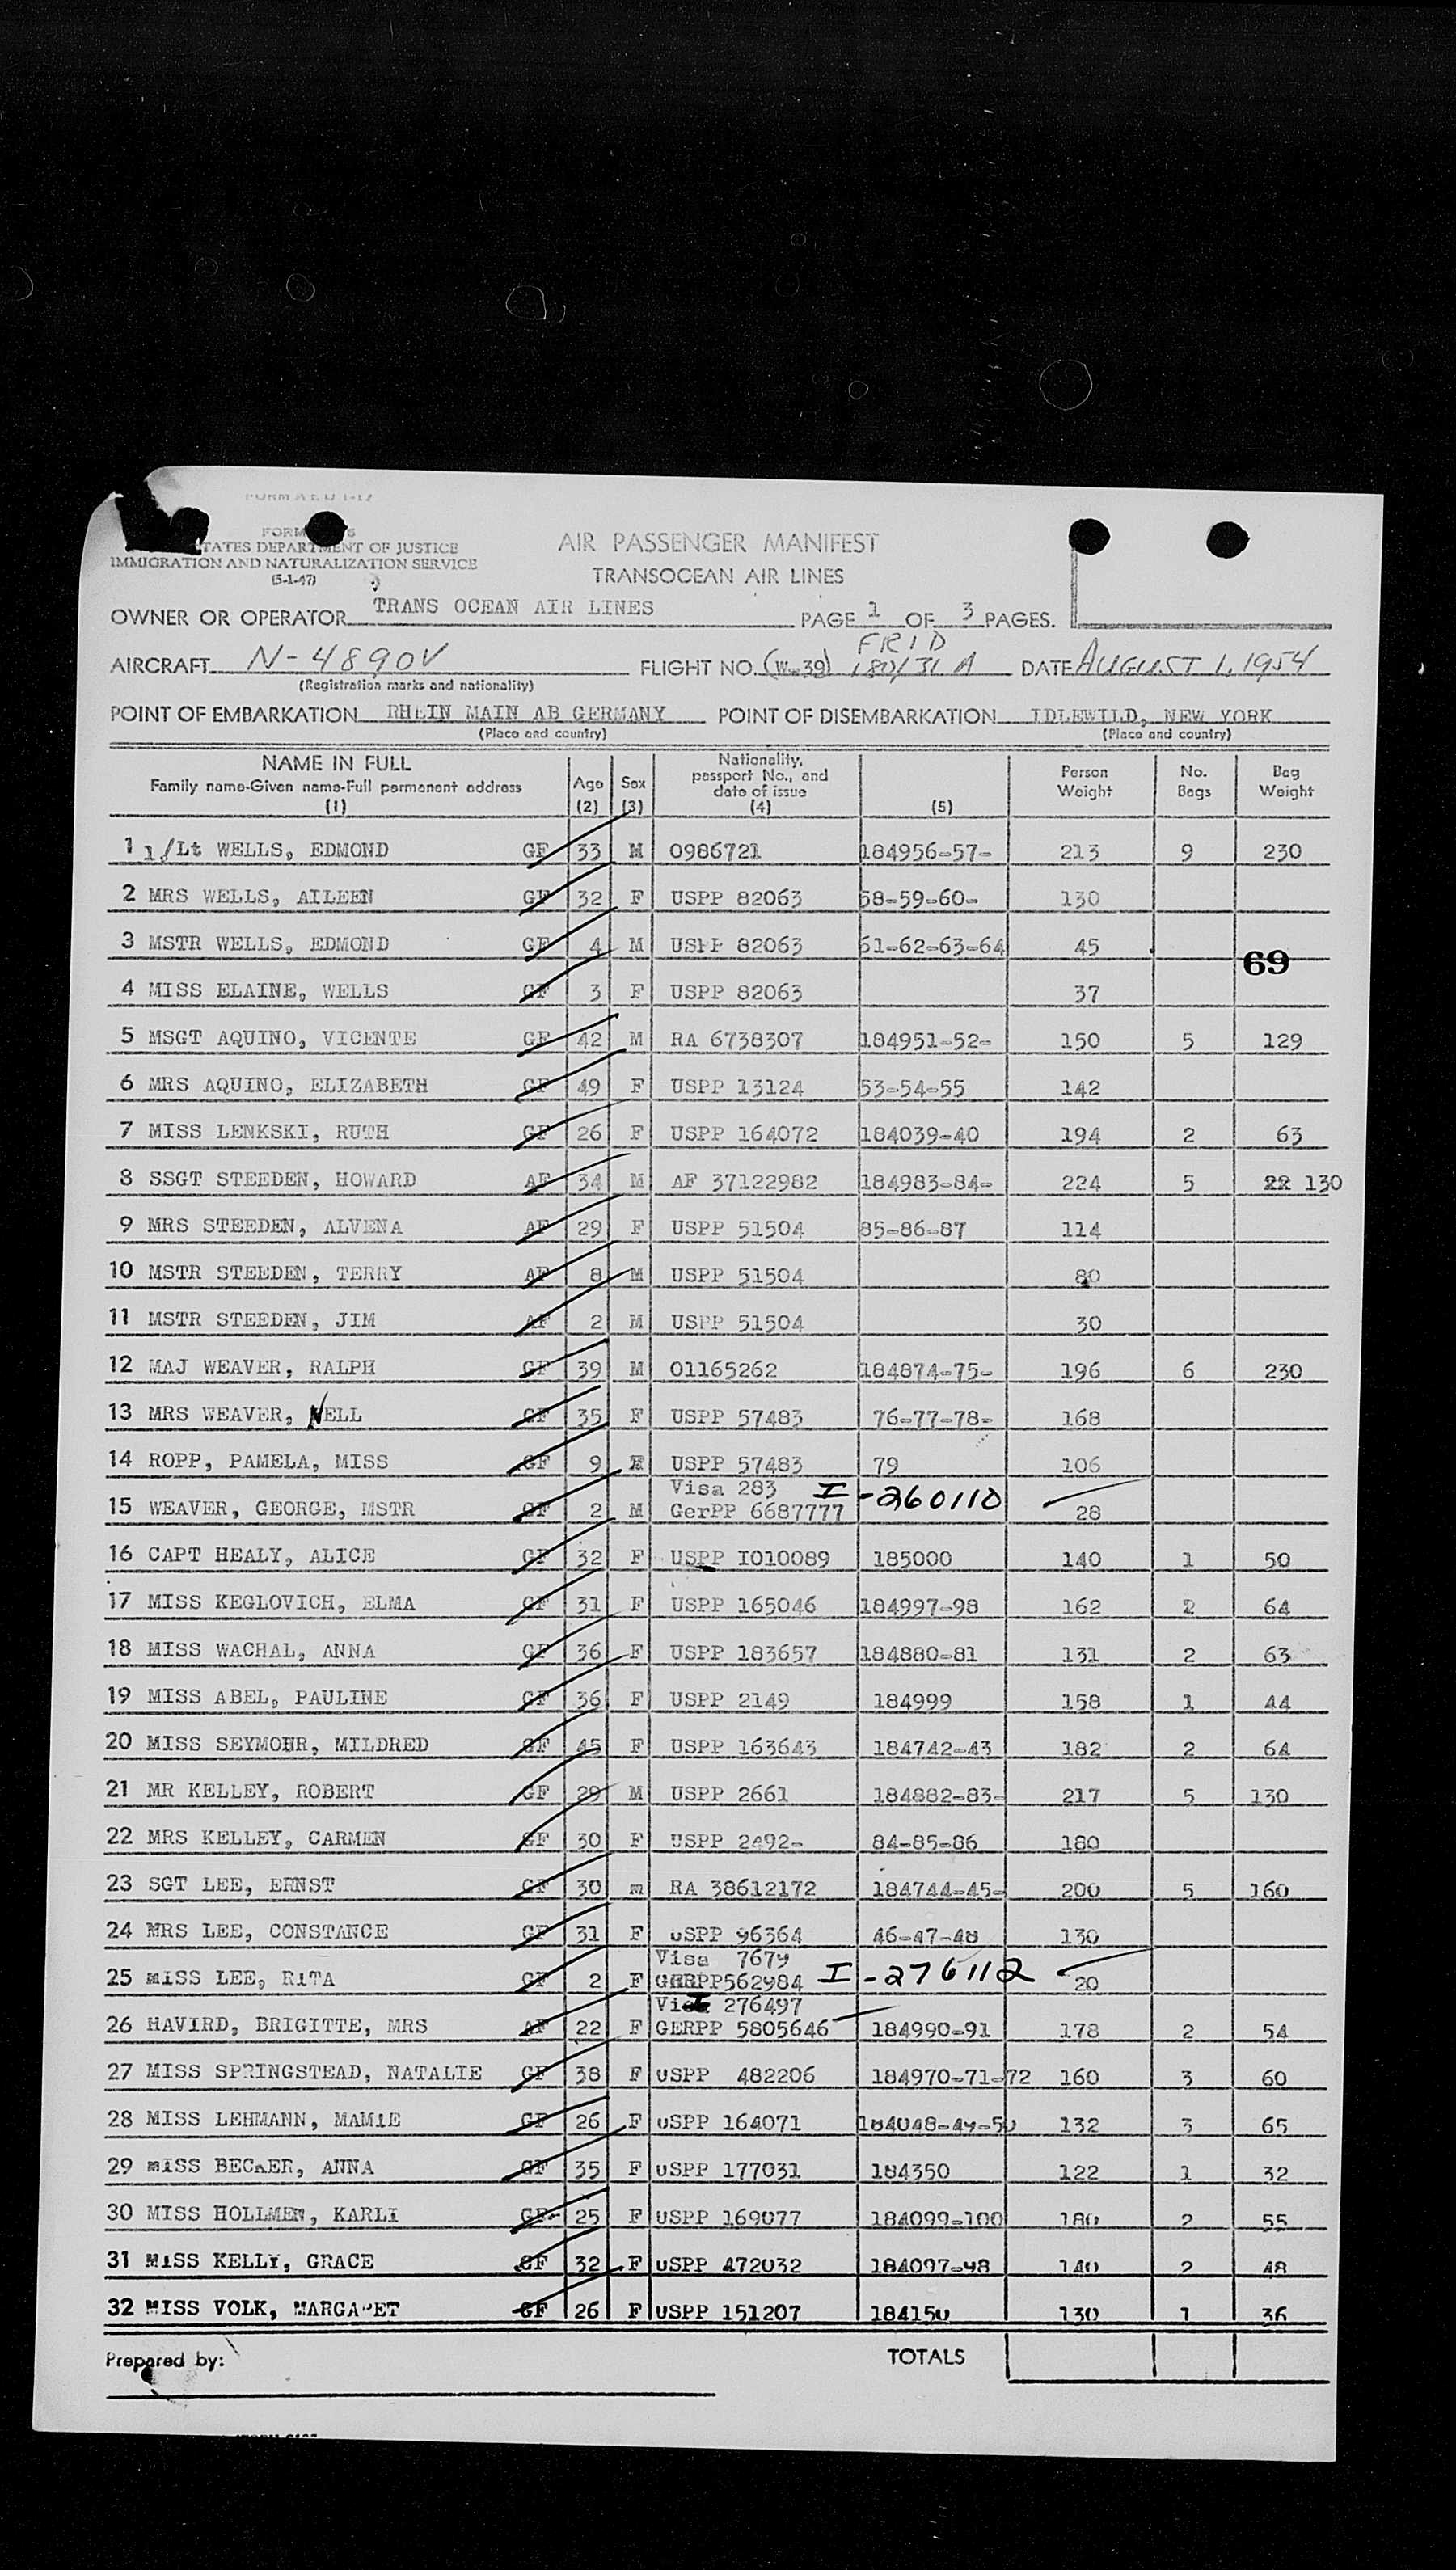 FORM
STATES DEPARTMENT OF JUSTICE
IMMIGRATION AND NATURALIZATION SERVICE
(5-1-47)
AIR PASSENGER MANIFEST
TRANSOCEAN AIR LINES
OWNER OR OPERATOR TRANS OCEAN AIR LINES PAGE 1 OF 3 PAGES.
AIRCRAFT N-4890V FLIGHT NO. (W-39) FRID 180/31 A DATE AUGUST 1, 1954
(Registration marks and nationality)
POINT OF EMBARKATION RHEIN MAIN AB GERMANY POINT OF DISEMBARKATION IDLEWILD, NEW YORK
(Place and country) (Place and country)
NAME IN FULL Family name-Given name-Full permanent address (1) Age (2) Sex (3) Nationality, passport No., and date of issue (4) (5) Person Weight No. Bags Bag Weight
1 1/Lt WELLS, EDMOND GF 33 M 0986721 184956-57- 213 9 230
2 MRS WELLS, AILEEN GF 32 F USPP 82063 58-59-60- 130
3 MSTR WELLS, EDMOND GF 4 M USPP 82063 61-62-63-64 45
69
4 MISS ELAINE, WELLS GF 3 F USPP 82063 37
5 MSGT AQUINO, VICENTE GF 42 M RA 6738307 184951-52- 150 5 129
6 MRS AQUINO, ELIZABETH GF 49 F USPP 13124 53-54-55 142
7 MISS LENKSKI, RUTH GF 26 F USPP 164072 184039-40 194 2 63
8 SSGT STEEDEN, HOWARD AF 34 M AF 37122982 184983-84- 224 5 22 130
9 MRS STEEDEN, ALVENA AF 29 F USPP 51504 85-86-87 114
10 MSTR STEEDEN, TERRY AF 8 M USPP 51504 80
11 MSTR STEEDEN, JIM AF 2 M USPP 51504 30
12 MAJ WEAVER, RALPH GF 39 M 01165262 184874-75- 196 6 230
13 MRS WEAVER, NELL GF 35 F USPP 57483 76-77-78- 168
14 ROPP, PAMELA, MISS GF 9 USPP 57483 79 106
Visa 283 I-260110
15 WEAVER, GEORGE, MSTR GF 2 M GerPP 6687777 28
16 CAPT HEALY, ALICE GF 32 F USPP I010089 185000 140 1 50
17 MISS KEGLOVICH, ELMA GF 31 F USPP 165046 184997-98 162 2 64
18 MISS WACHAL, ANNA GF 36 F USPP 183657 184880-81 131 2 63
19 MISS ABEL, PAULINE GF 36 F USPP 2149 184999 158 1 44
20 MISS SEYMOUR, MILDRED GF 45 F USPP 163643 184742-43 182 2 64
21 MR KELLEY, ROBERT GF 29 M USPP 2661 184882-83- 217 5 130
22 MRS KELLEY, CARMEN GF 30 F USPP 2492- 84-85-86 180
23 SGT LEE, ERNST GF 30 m RA 38612172 184744-45- 200 5 160
24 MRS LEE, CONSTANCE GF 31 F USPP 96364 46-47-48 130
Visa 7679
25 MISS LEE, RITA GF 2 F GERPP562984 I-276112 20
276497
26 HAVIRD, BRIGITTE, MRS AF 22 F GERPP 5805646 184990-91 178 2 54
27 MISS SPRINGSTEAD, NATALIE GF 38 F USPP 482206 184970-71-72 160 3 60
28 MISS LEHMANN, MAMIE GF 26 F USPP 164071 184048-49-50 132 3 65
29 MISS BECKER, ANNA GF 35 F USPP 177031 184350 122 1 32
30 MISS HOLLMEN, KARLI GF 25 F USPP 169077 184099-100 180 2 55
31 MISS KELLY, GRACE GF 32 F USPP 472032 184097-98 140 2 48
32 MISS VOLK, MARGARET GF 26 F USPP 151207 184150 130 1 36
Prepared by: TOTALS